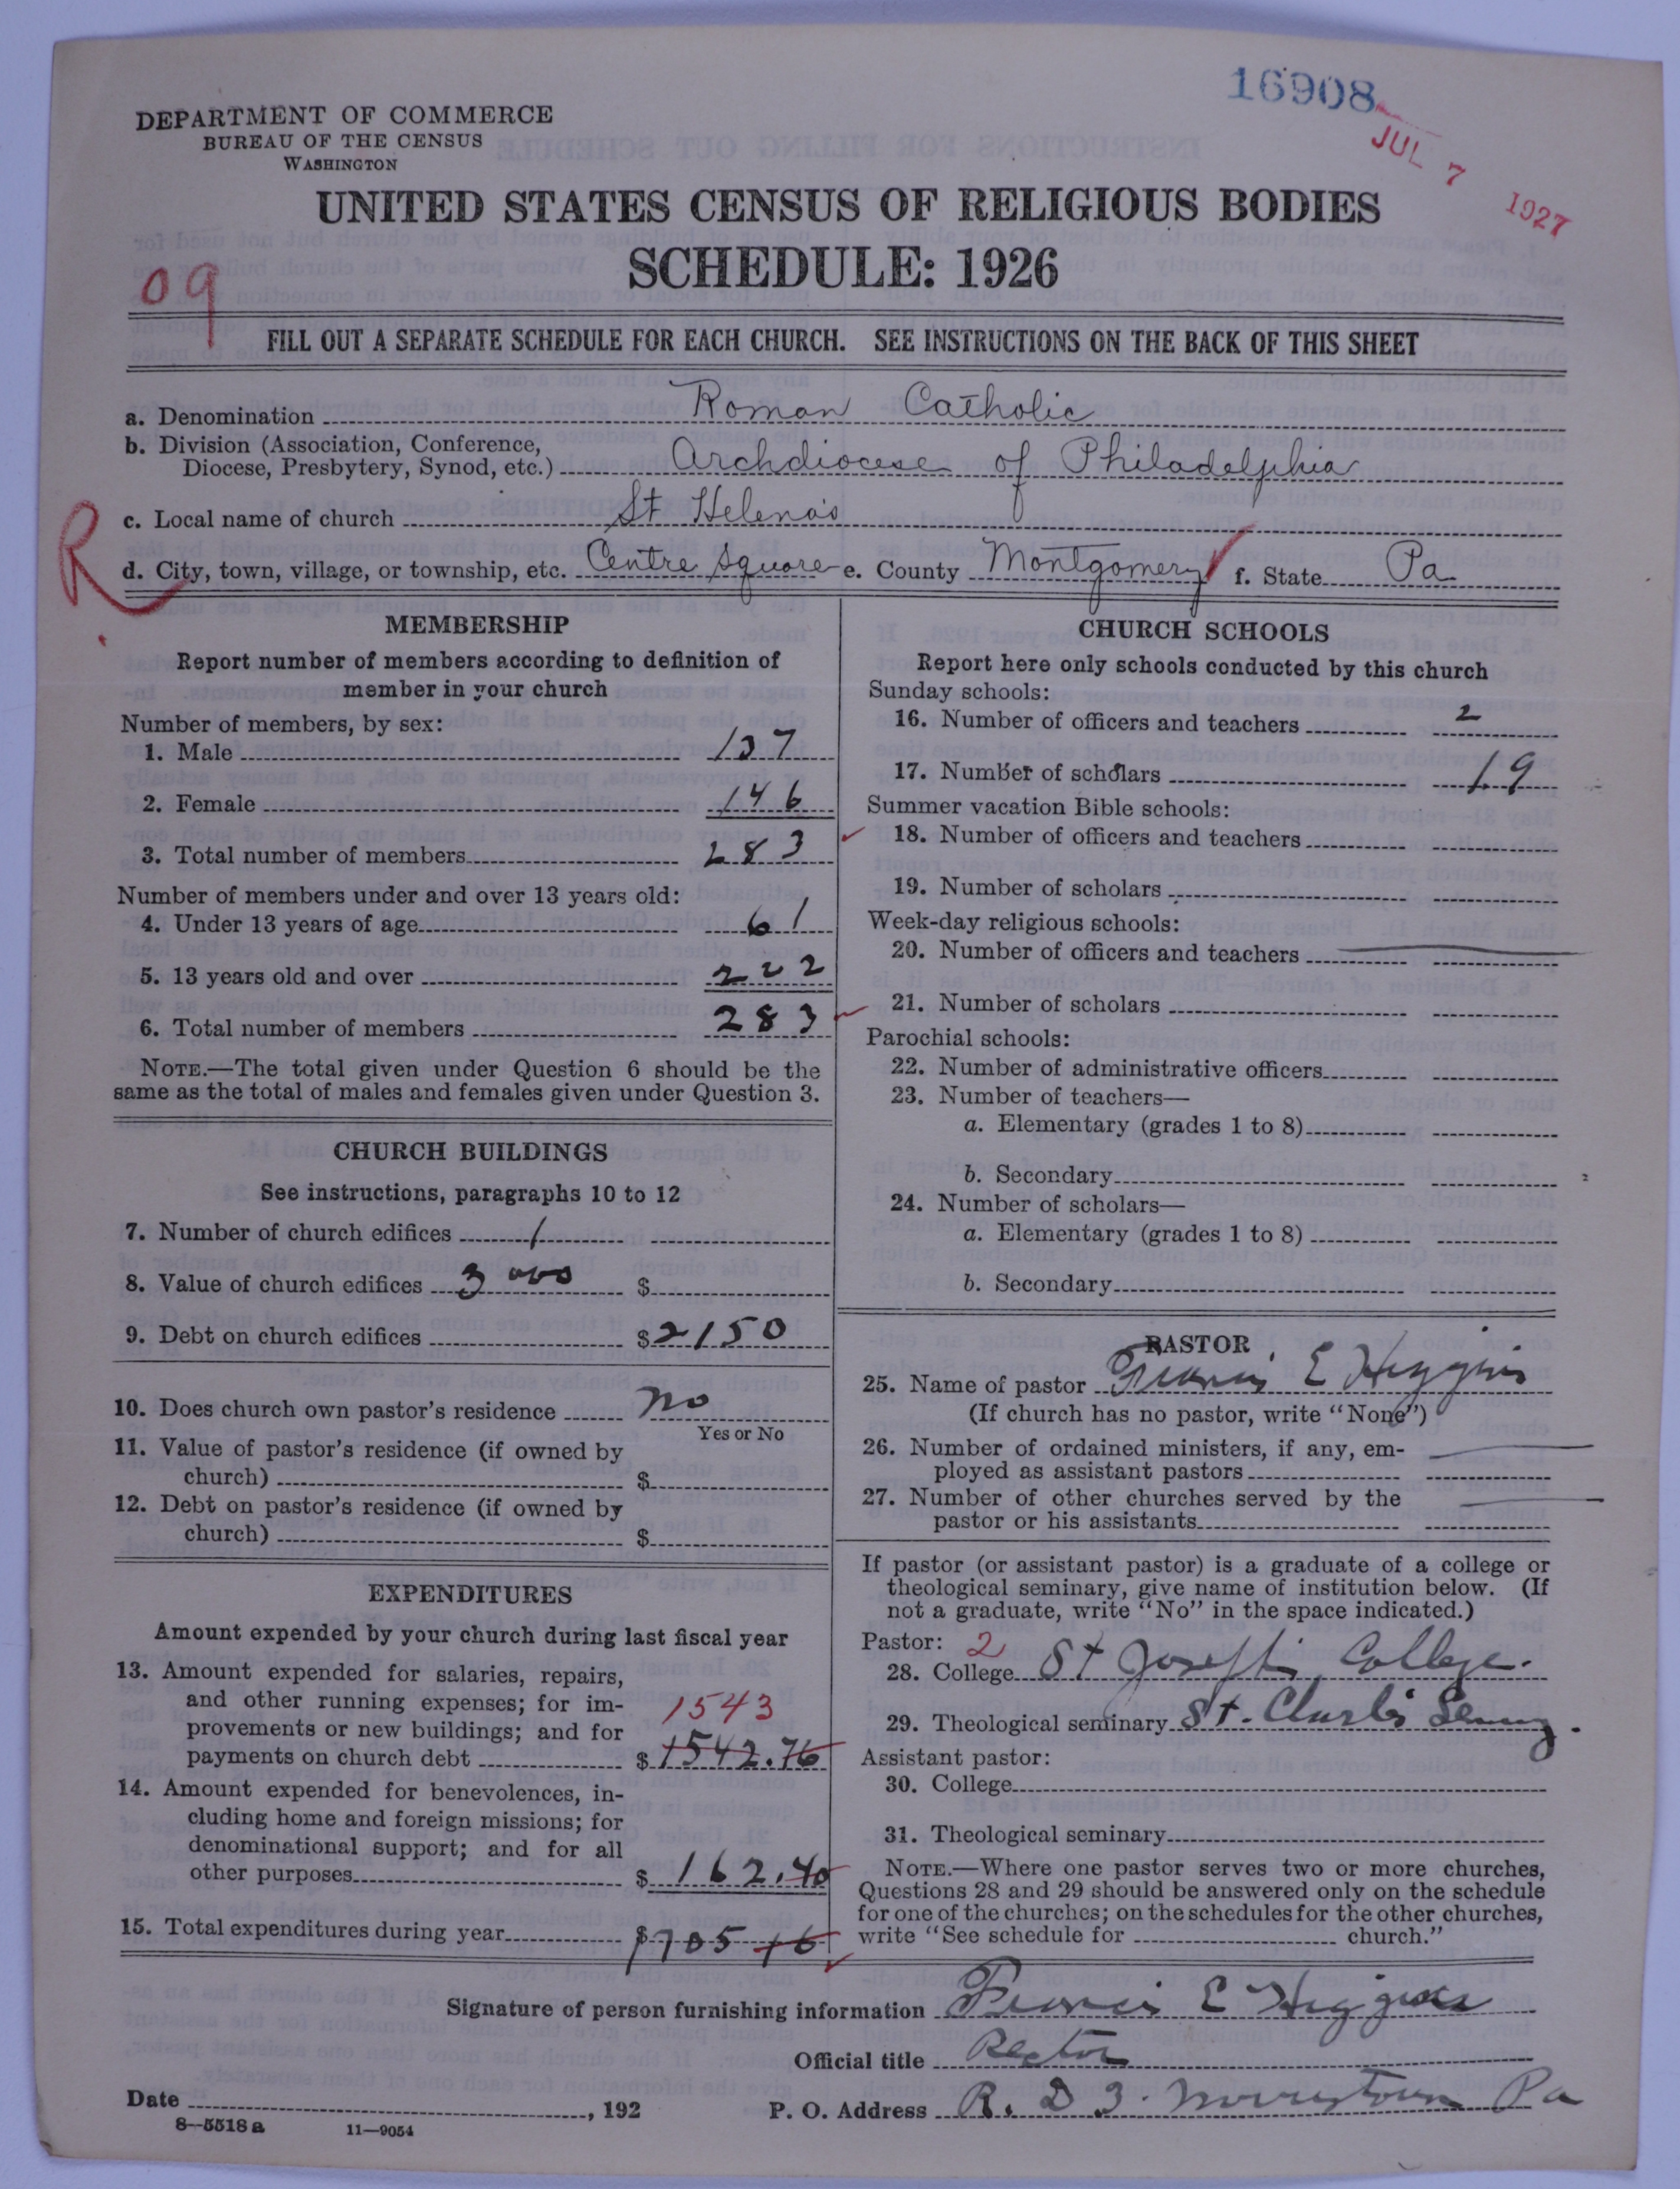 16908
JUL 7 1927
DEPARTMENT OF COMMERCE
BUREAU OF THE CENSUS
WASHINGTON
UNITED STATES CENSUS OF RELIGIOUS BODIES
SCHEDULE: 1926
09
FILL OUT A SEPARATE SCHEDULE FOR EACH CHURCH. SEE INSTRUCTIONS ON THE BACK OF THIS SHEET
a. Denomination Roman Catholic
b. Division (Association, Conference,
Diocese, Presbytery, Synod, etc.) Archdiocese of Philadelphia
R
c. Local name of church St Helena's
d. City, town, village, or township, etc. Centre Square e. County Montgomery f. State Pa
MEMBERSHIP
Report number of members according to definition of
member in your church
Number of members, by sex:
1. Male 137
2. Female 146
3. Total number of members 283
Number of members under and over 13 years old:
4. Under 13 years of age 61
5. 13 years old and over 222
6. Total number of members 283
NOTE.—The total given under Question 6 should be the
same as the total of males and females given under Question 3.
CHURCH BUILDINGS
See instructions, paragraphs 10 to 12
7. Number of church edifices 1
8. Value of church edifices 3000 $
9. Debt on church edifices $ 2150
10. Does church own pastor's residence no
Yes or No
11. Value of pastor's residence (if owned by
church) $
12. Debt on pastor's residence (if owned by
church) $
EXPENDITURES
Amount expended by your church during last fiscal year
13. Amount expended for salaries, repairs,
and other running expenses; for im- 1543
provements or new buildings; and for
payments on church debt $ 1542.76
14. Amount expended for benevolences, in-
cluding home and foreign missions; for
denominational support; and for all
other purposes $ 162.40
15. Total expenditures during year $1705 16
CHURCH SCHOOLS
Report here only schools conducted by this church
Sunday schools:
16. Number of officers and teachers 2
17. Number of scholars 19
Summer vacation Bible schools:
18. Number of officers and teachers
19. Number of scholars
Week-day religious schools:
20. Number of officers and teachers
21. Number of scholars
Parochial schools:
22. Number of administrative officers
23. Number of teachers—
a. Elementary (grades 1 to 8)
b. Secondary
24. Number of scholars—
a. Elementary (grades 1 to 8)
b. Secondary
PASTOR
25. Name of pastor Francis E Higgins
(If church has no pastor, write "None")
26. Number of ordained ministers, if any, em-
ployed as assistant pastors
27. Number of other churches served by the
pastor or his assistants
If pastor (or assistant pastor) is a graduate of a college or
theological seminary, give name of institution below. (If
not a graduate, write "No" in the space indicated.)
Pastor: 2
28. College St Joseph's College.
29. Theological seminary St. Charles Seminy.
Assistant pastor:
30. College
31. Theological seminary
NOTE.—Where one pastor serves two or more churches,
Questions 28 and 29 should be answered only on the schedule
for one of the churches; on the schedules for the other churches,
write "See schedule for church."
Signature of person furnishing information Francis E Higgins
Official title Rector
Date , 192 P. O. Address R. D 3. Norristown Pa
8-5518 a 11-9054